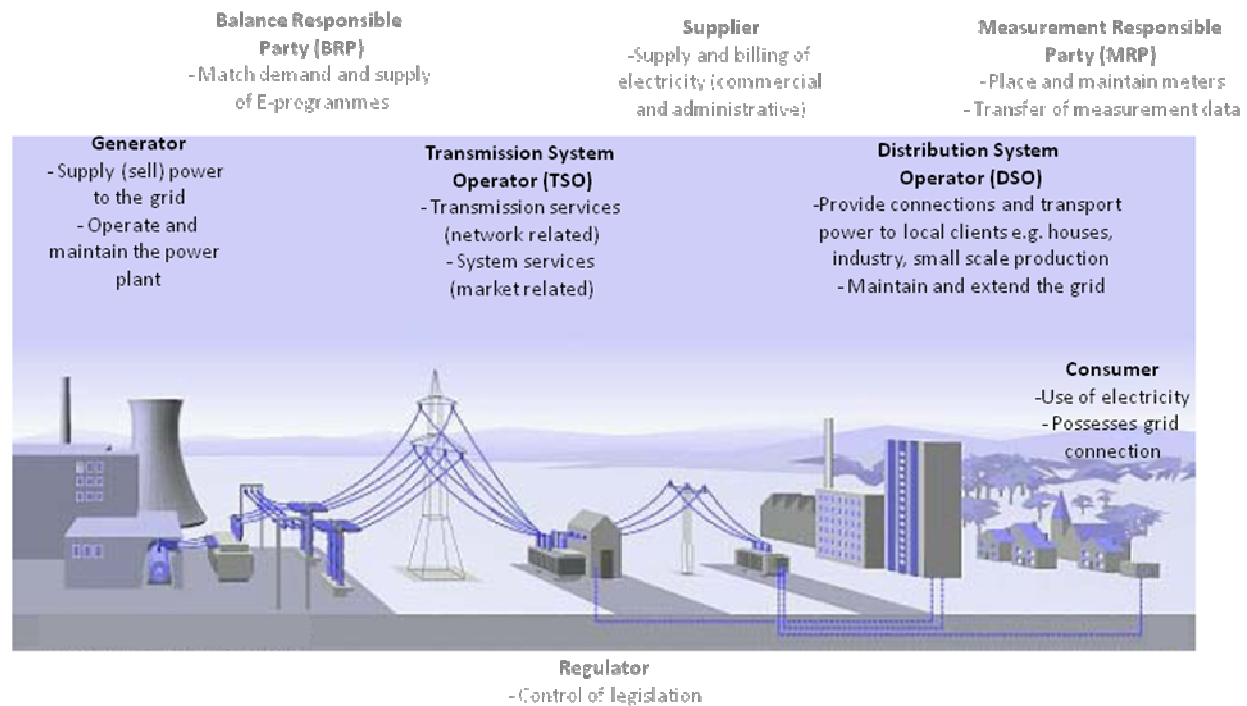 Balance Responsible
Party (BRP)
- Match demand and supply
of E-programmes
Supplier
-Supply and billing of
electricity (commercial
and administrative)
Measurement Responsible
Party (MRP)
- Place and maintain meters
- Transfer of measurement data
Generator
- Supply (sell) power
to the grid
- Operate and
maintain the power
plant
Transmission System
Operator (TSO)
- Transmission services
(network related)
- System services
(market related)
Distribution System
Operator (DSO)
-Provide connections and transport
power to local clients e.g. houses,
industry, small scale production
- Maintain and extend the grid
Consumer
-Use of electricity
- Possesses grid
connection
Regulator
- Control of legislation